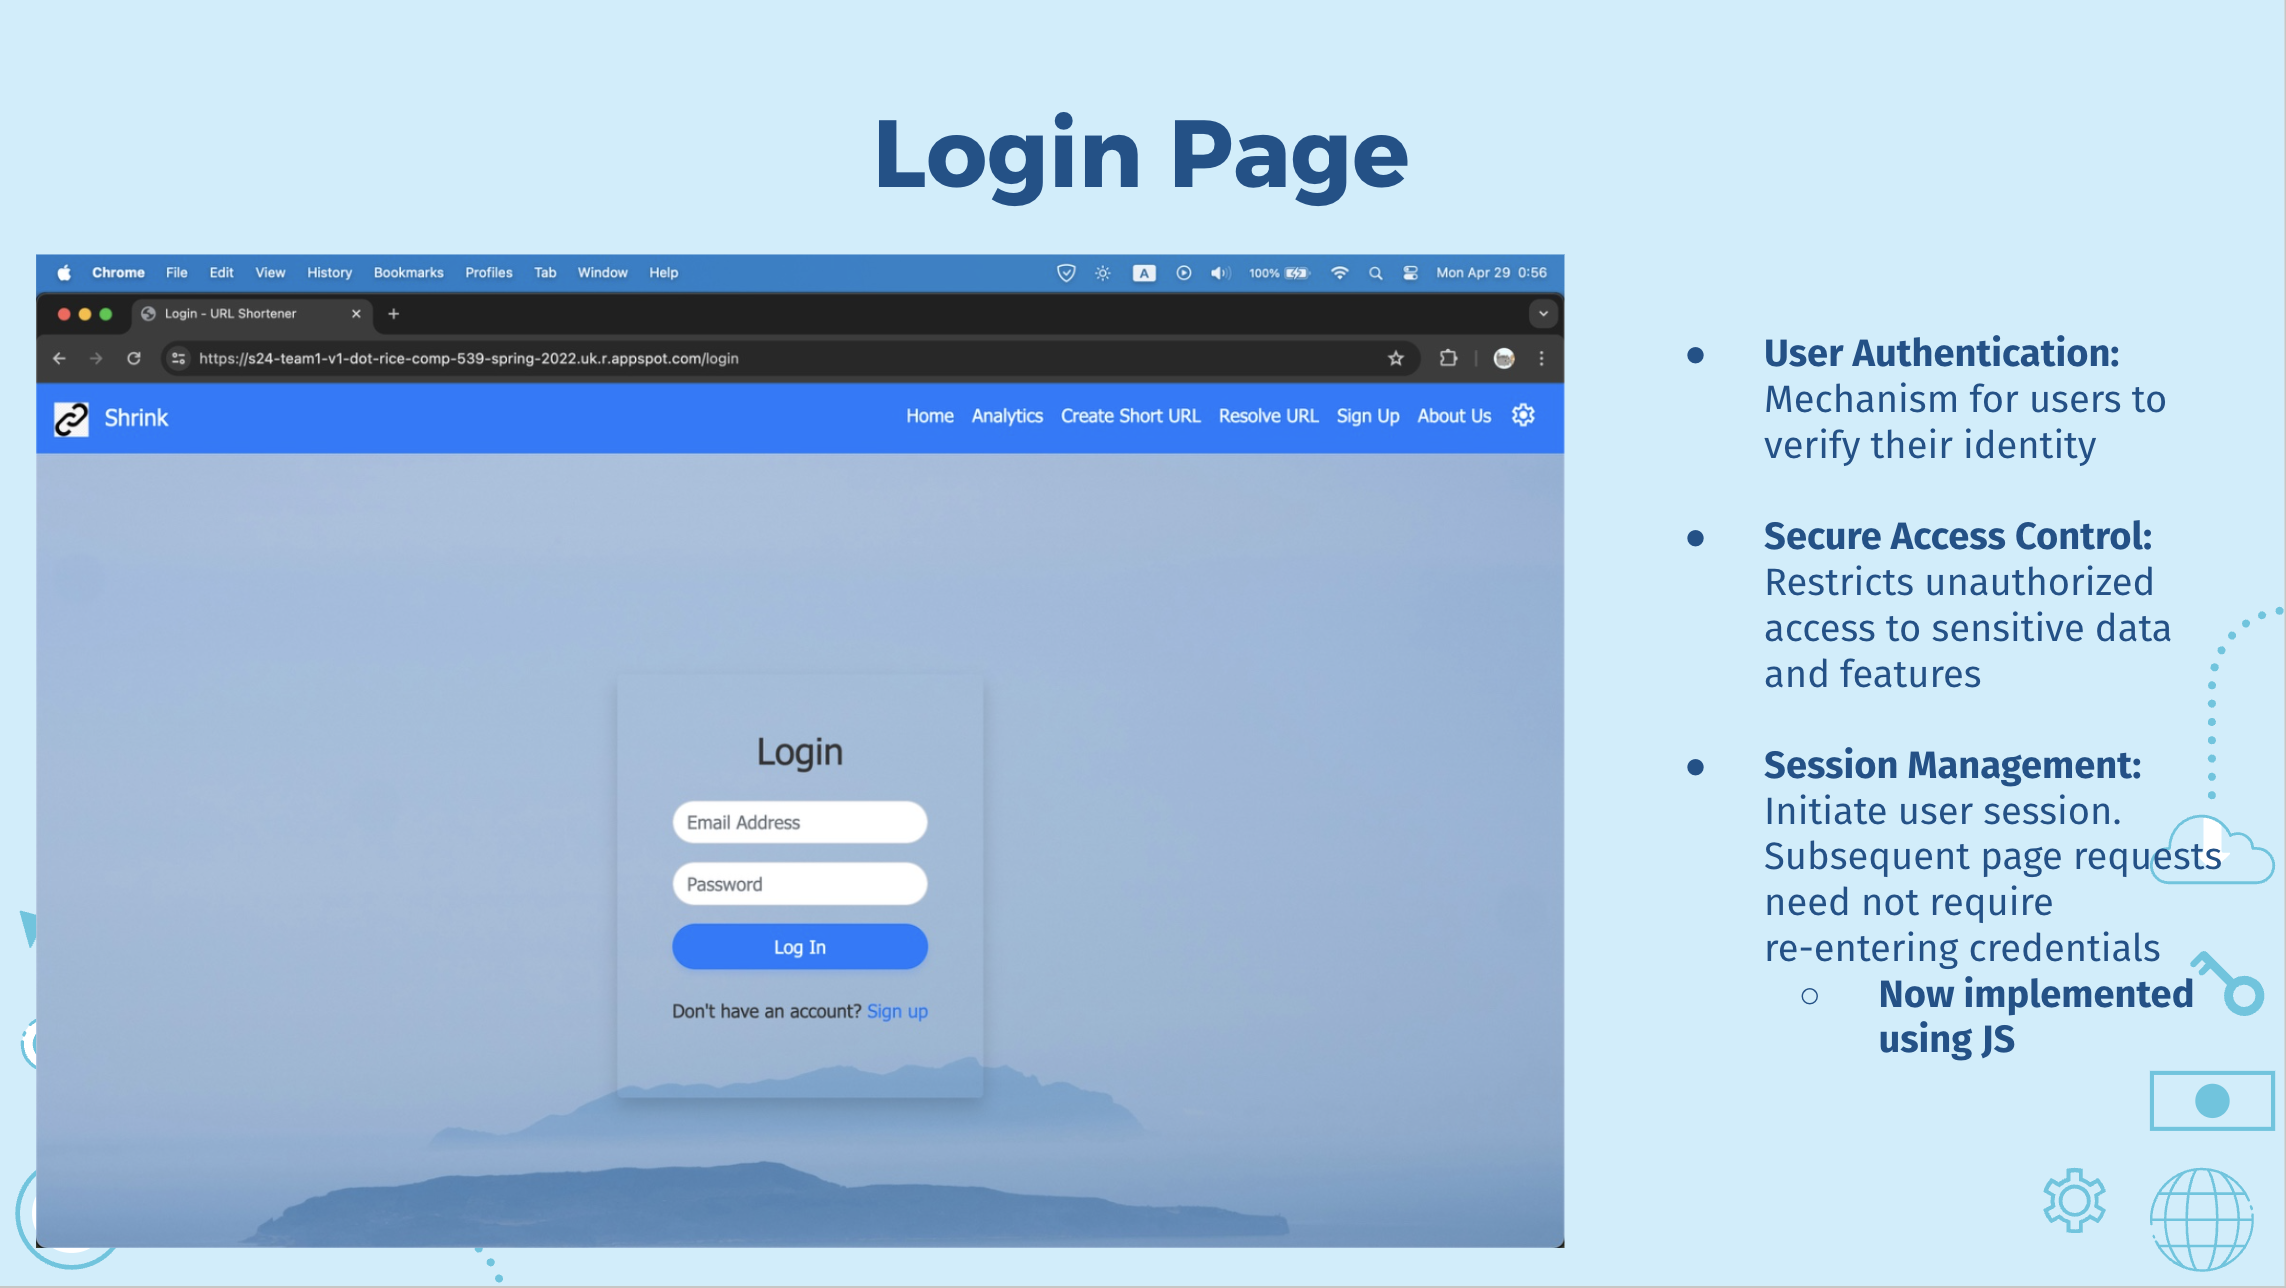 Login Page
Chrome File Edit View History Bookmarks Profiles Tab Window Help A 100% Mon Apr 29 0:56
Login - URL Shortener
https://s24-team1-v1-dot-rice-comp-539-spring-2022.uk.r.appspot.com/login
Shrink Home Analytics Create Short URL Resolve URL Sign Up About Us
Login
Email Address
Password
Log In
Don't have an account? Sign up
● User Authentication:
Mechanism for users to
verify their identity
● Secure Access Control:
Restricts unauthorized
access to sensitive data
and features
● Session Management:
Initiate user session.
Subsequent page requests
need not require
re-entering credentials
○ Now implemented
using JS